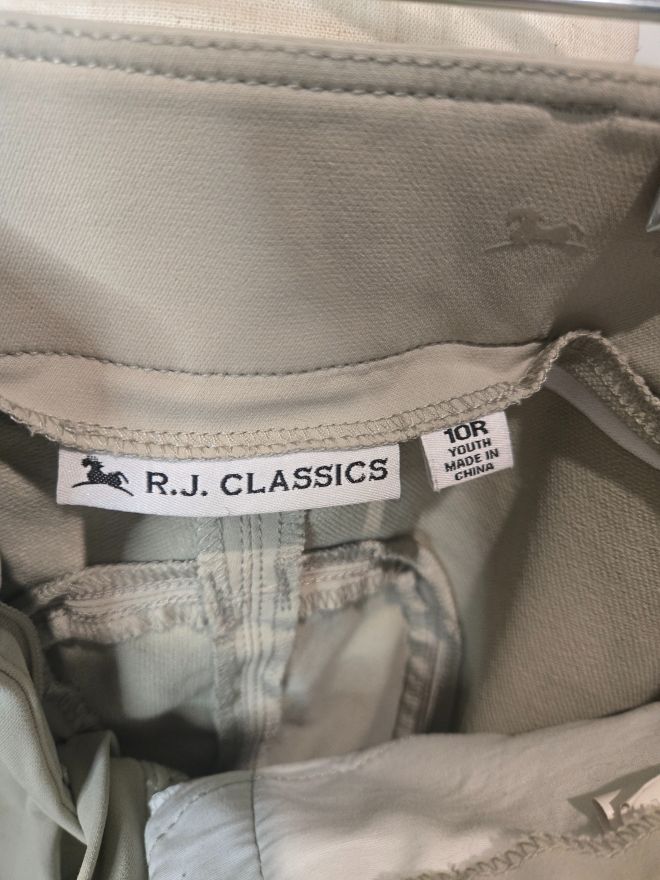 R.J. CLASSICS
10R
YOUTH
MADE IN
CHINA